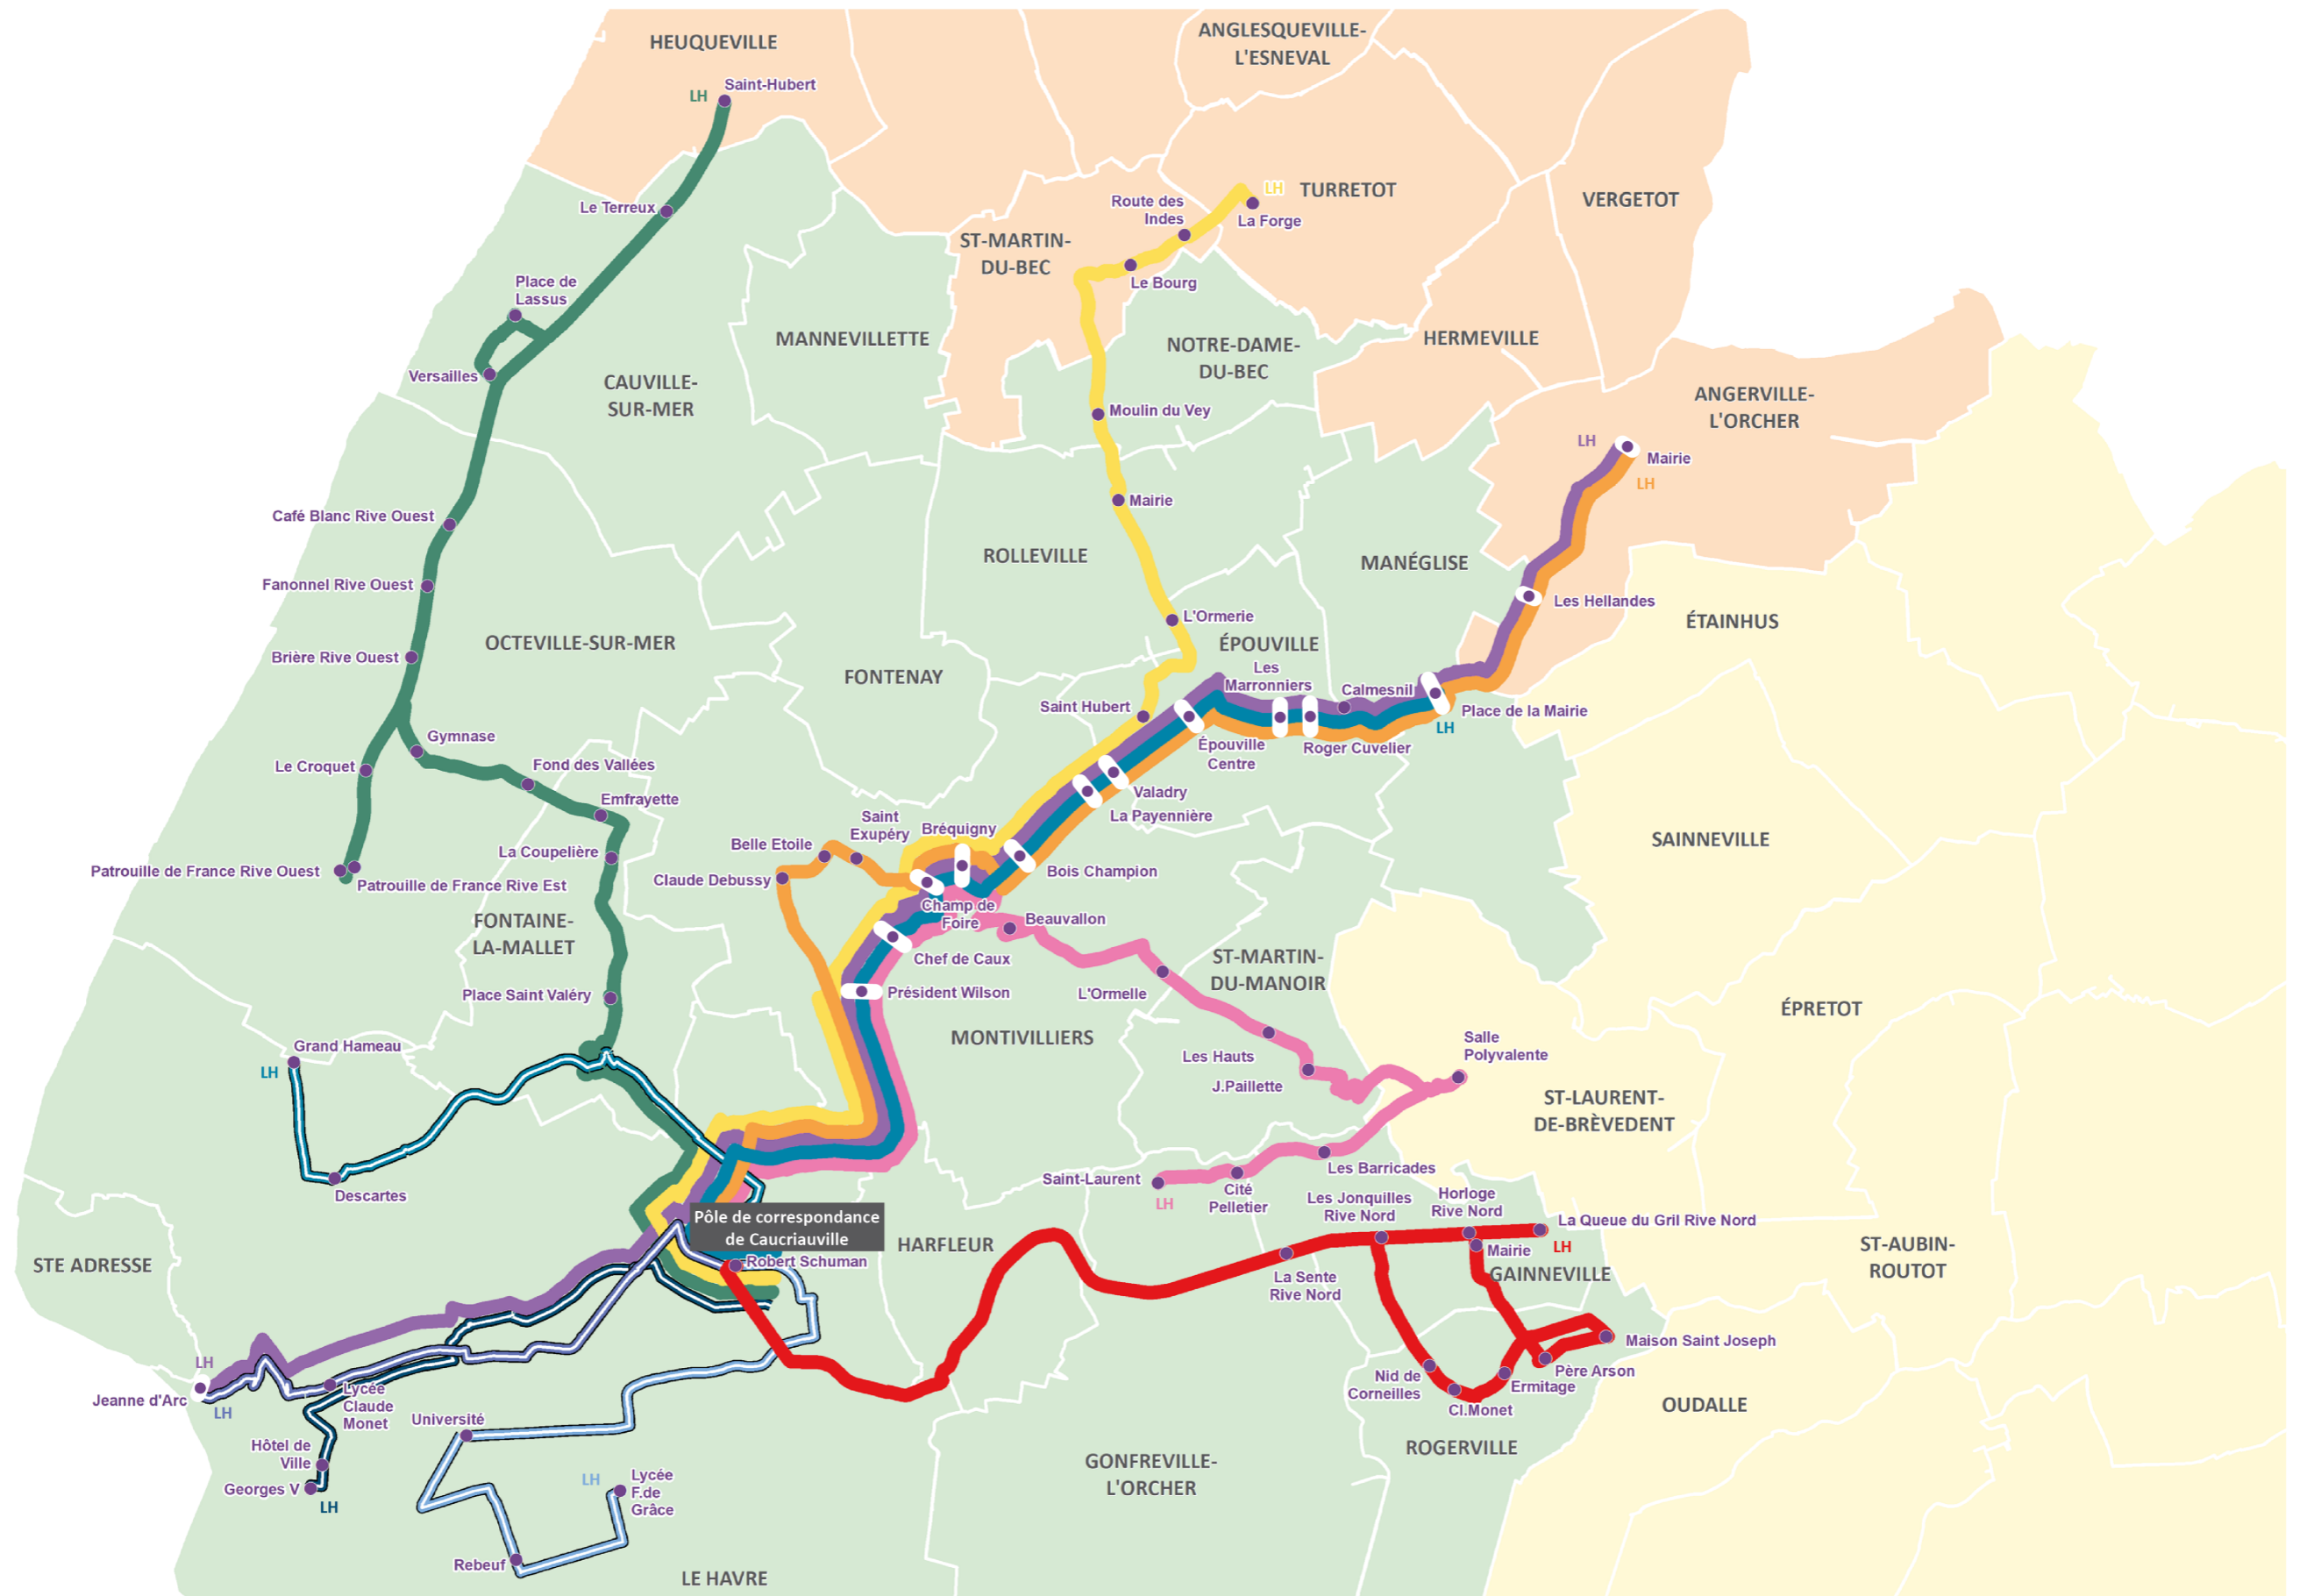 HEUQUEVILLE
ANGLESQUEVILLE-
L'ESNEVAL
LH
Saint-Hubert
Le Terreux
Route des
Indes
LH
TURRETOT
La Forge
VERGETOT
ST-MARTIN-
DU-BEC
Le Bourg
Place de
Lassus
MANNEVILLETTE
NOTRE-DAME-
DU-BEC
HERMEVILLE
Versailles
CAUVILLE-
SUR-MER
ANGERVILLE-
L'ORCHER
Moulin du Vey
LH
Mairie
LH
Mairie
Café Blanc Rive Ouest
ROLLEVILLE
MANÉGLISE
Fanonnel Rive Ouest
Les Hellandes
L'Ormerie
ÉTAINHUS
Brière Rive Ouest
OCTEVILLE-SUR-MER
ÉPOUVILLE
FONTENAY
Les
Marronniers
Calmesnil
Saint Hubert
Place de la Mairie
LH
Gymnase
Épouville
Centre
Roger Cuvelier
Le Croquet
Fond des Vallées
Valadry
Emfrayette
La Payennière
Saint
Exupéry
Bréquigny
Belle Etoile
SAINNEVILLE
La Coupelière
Patrouille de France Rive Ouest
Patrouille de France Rive Est
Claude Debussy
Bois Champion
Champ de
Foire
Beauvallon
FONTAINE-
LA-MALLET
Chef de Caux
ST-MARTIN-
DU-MANOIR
Place Saint Valéry
Président Wilson
L'Ormelle
ÉPRETOT
MONTIVILLIERS
Grand Hameau
LH
Les Hauts
J.Paillette
Salle
Polyvalente
ST-LAURENT-
DE-BRÈVEDENT
Descartes
Saint-Laurent
LH
Cité
Pelletier
Les Barricades
Les Jonquilles
Rive Nord
Horloge
Rive Nord
La Queue du Gril Rive Nord
LH
Pôle de correspondance
de Caucriauville
HARFLEUR
Mairie
GAINNEVILLE
ST-AUBIN-
ROUTOT
STE ADRESSE
Robert Schuman
La Sente
Rive Nord
Maison Saint Joseph
LH
Jeanne d'Arc
LH
Lycée
Claude
Monet
Nid de
Corneilles
Père Arson
Ermitage
Cl.Monet
OUDALLE
Université
Hôtel de
Ville
ROGERVILLE
Georges V
LH
LH
Lycée
F.de
Grâce
GONFREVILLE-
L'ORCHER
Rebeuf
LE HAVRE